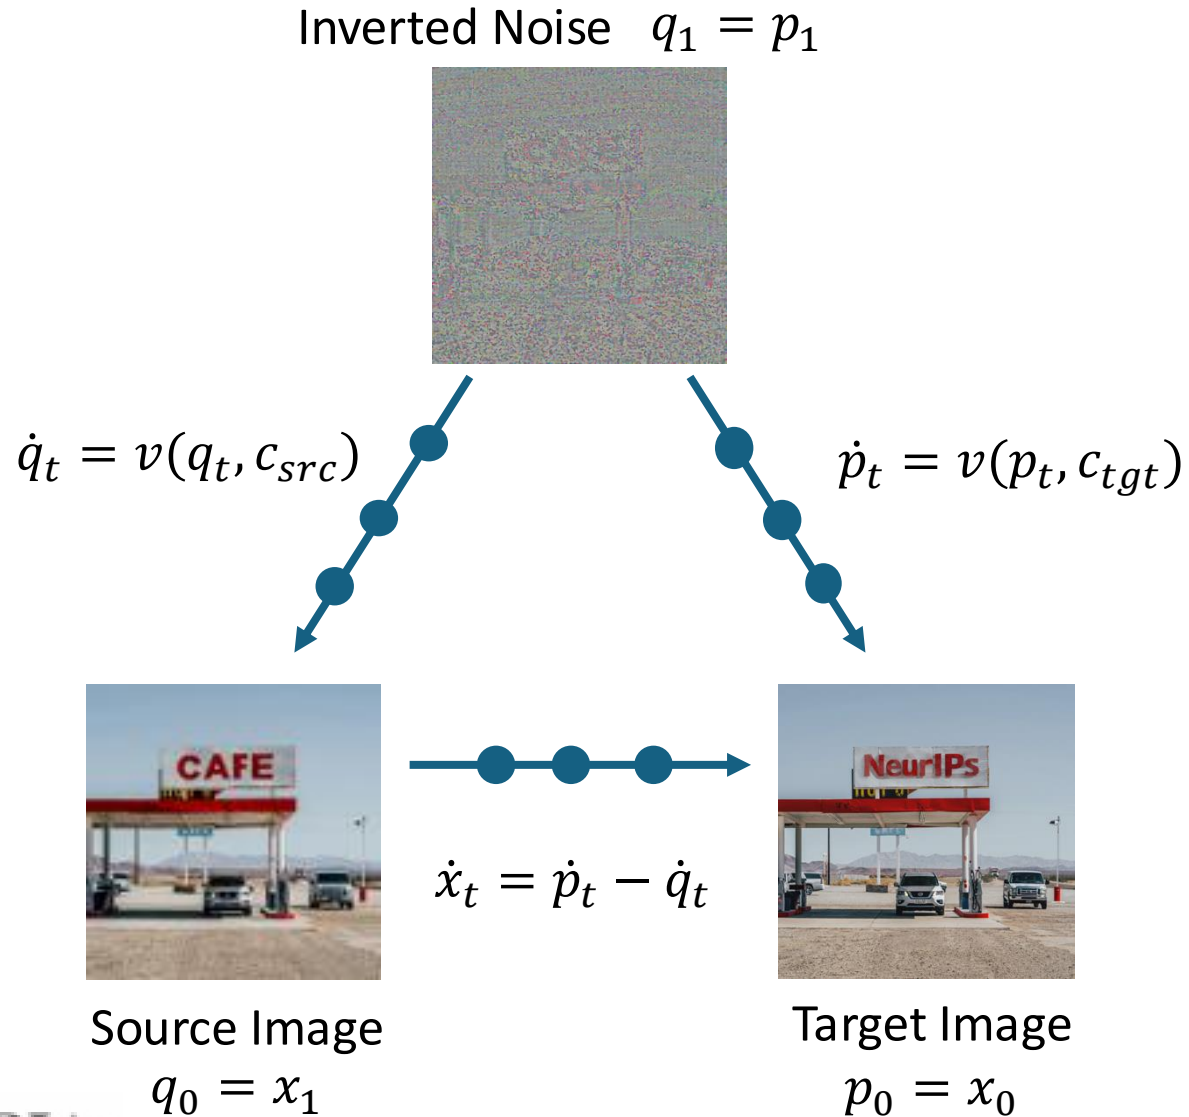 Inverted Noise q₁ = p₁
CAFE
q̇ₜ = v(qₜ, c_src)
ṗₜ = v(pₜ, c_tgt)
CAFE
NeurIPs
ẋₜ = ṗₜ − q̇ₜ
Source Image
Target Image
q₀ = x₁
p₀ = x₀